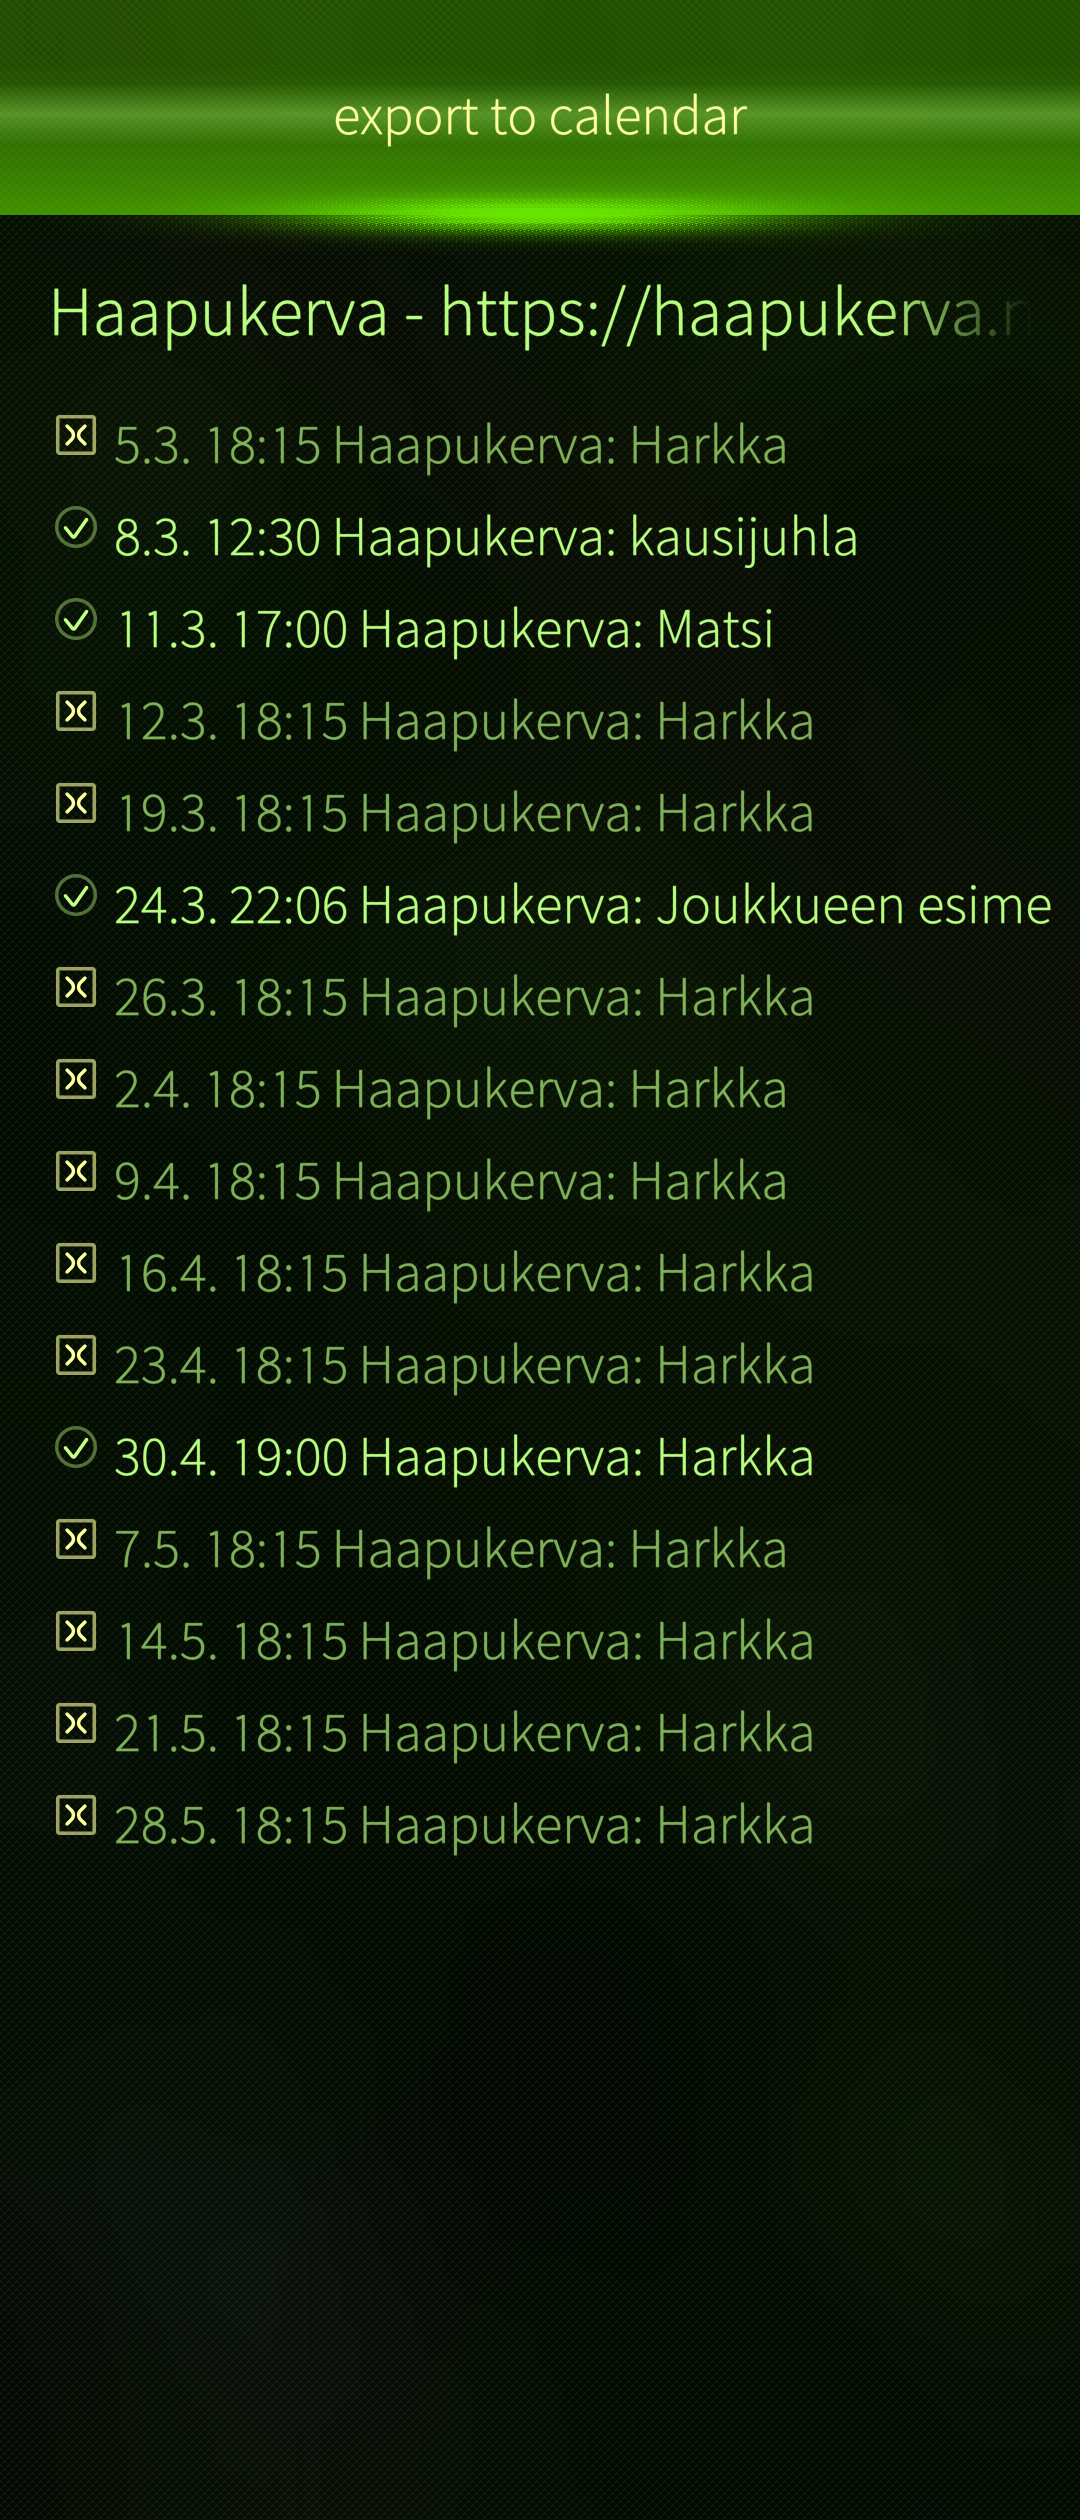 export to calendar
Haapukerva - https://haapukerva.
5.3. 18:15 Haapukerva: Harkka
8.3. 12:30 Haapukerva: kausijuhla
11.3. 17:00 Haapukerva: Matsi
12.3. 18:15 Haapukerva: Harkka
19.3. 18:15 Haapukerva: Harkka
24.3. 22:06 Haapukerva: Joukkueen esime
26.3. 18:15 Haapukerva: Harkka
2.4. 18:15 Haapukerva: Harkka
9.4. 18:15 Haapukerva: Harkka
16.4. 18:15 Haapukerva: Harkka
23.4. 18:15 Haapukerva: Harkka
30.4. 19:00 Haapukerva: Harkka
7.5. 18:15 Haapukerva: Harkka
14.5. 18:15 Haapukerva: Harkka
21.5. 18:15 Haapukerva: Harkka
28.5. 18:15 Haapukerva: Harkka